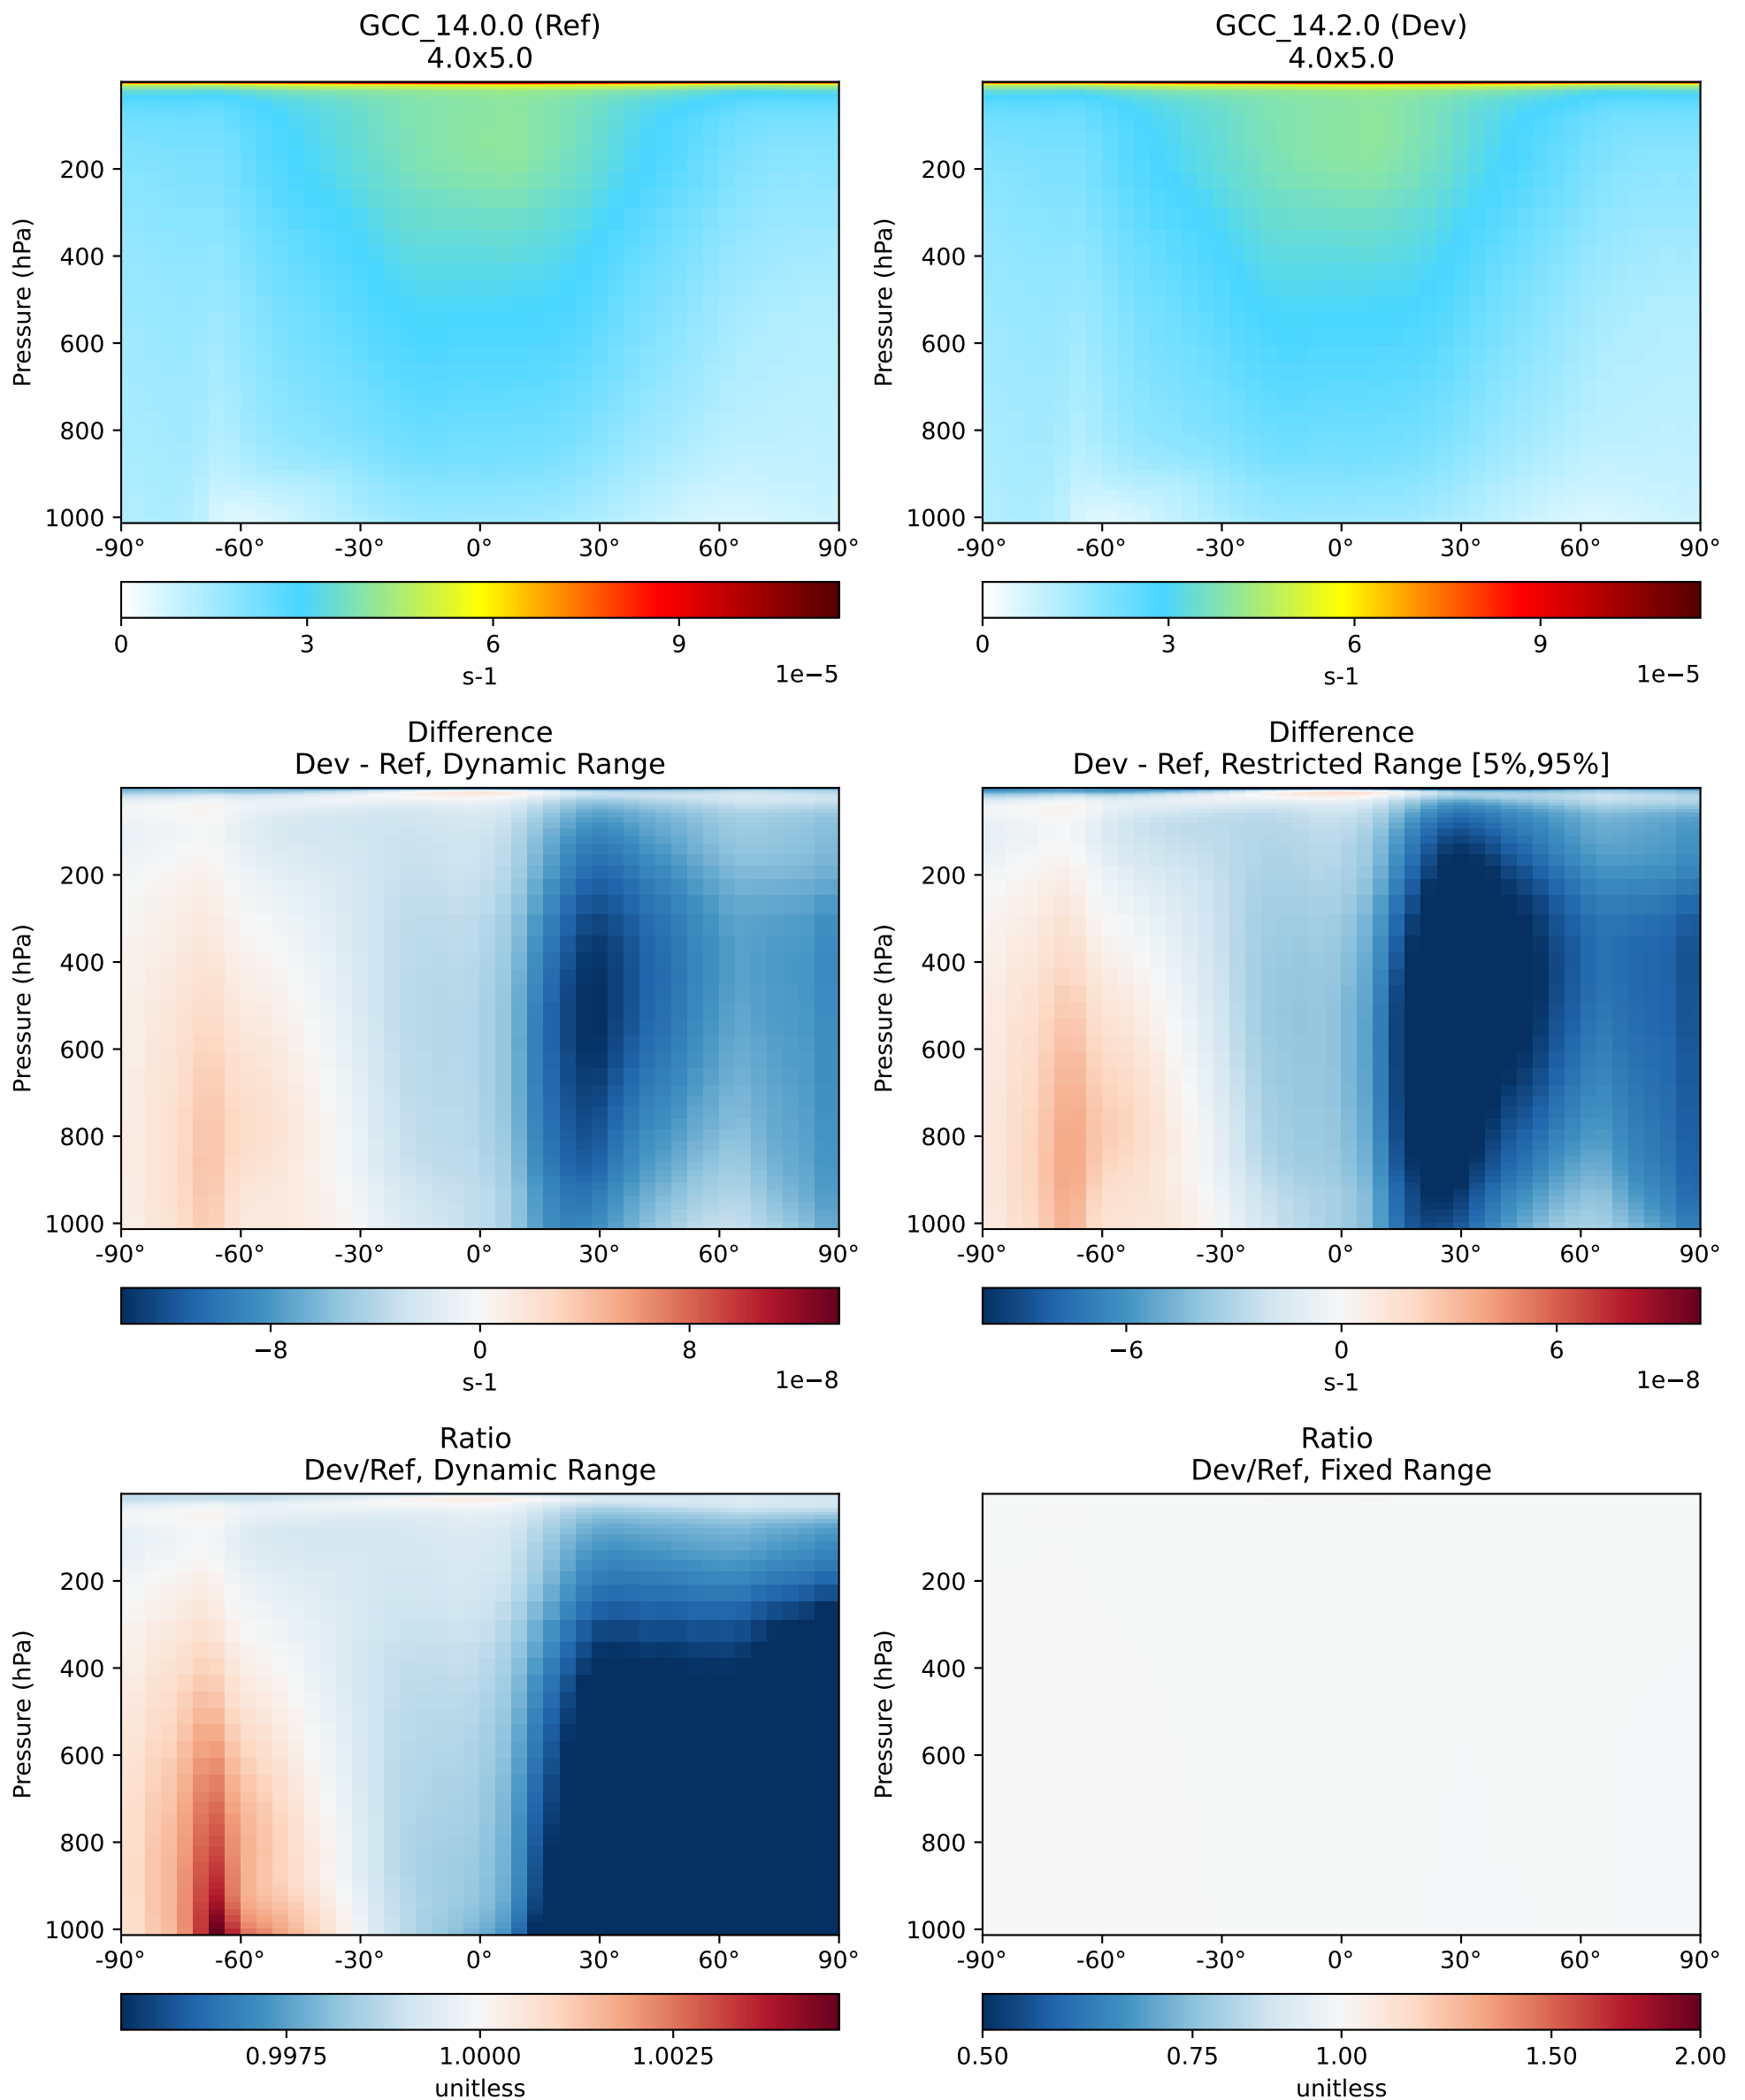 GCC_14.0.0 (Ref)
4.0x5.0
Pressure (hPa)
200
400
600
800
1000
-90° -60° -30° 0° 30° 60° 90°
0 3 6 9
s-1 1e−5
GCC_14.2.0 (Dev)
4.0x5.0
Pressure (hPa)
200
400
600
800
1000
-90° -60° -30° 0° 30° 60° 90°
0 3 6 9
s-1 1e−5
Difference
Dev - Ref, Dynamic Range
Pressure (hPa)
200
400
600
800
1000
-90° -60° -30° 0° 30° 60° 90°
−8 0 8
s-1 1e−8
Difference
Dev - Ref, Restricted Range [5%,95%]
Pressure (hPa)
200
400
600
800
1000
-90° -60° -30° 0° 30° 60° 90°
−6 0 6
s-1 1e−8
Ratio
Dev/Ref, Dynamic Range
Pressure (hPa)
200
400
600
800
1000
-90° -60° -30° 0° 30° 60° 90°
0.9975 1.0000 1.0025
unitless
Ratio
Dev/Ref, Fixed Range
Pressure (hPa)
200
400
600
800
1000
-90° -60° -30° 0° 30° 60° 90°
0.50 0.75 1.00 1.50 2.00
unitless